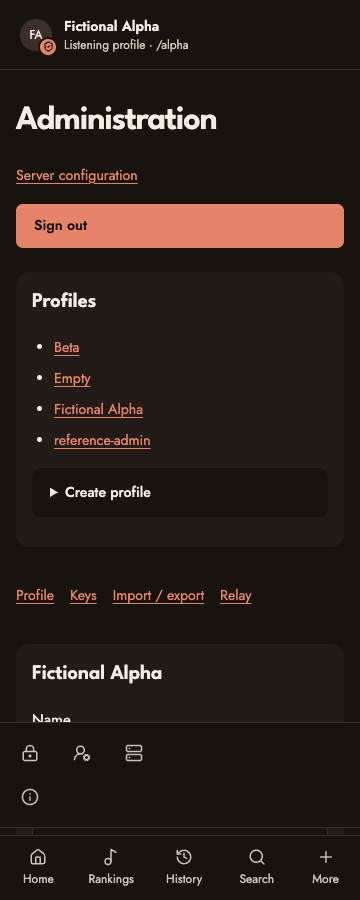 FA
Fictional Alpha
Listening profile · /alpha
Administration
Server configuration
Sign out
Profiles
Beta
Empty
Fictional Alpha
reference-admin
Create profile
Profile Keys Import / export Relay
Fictional Alpha
Name
Home Rankings History Search More